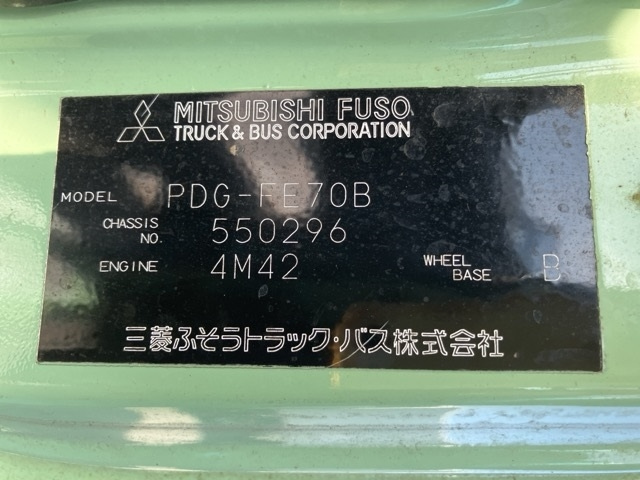 MITSUBISHI FUSO
TRUCK & BUS CORPORATION
MODEL PDG-FE70B
CHASSIS NO. 550296
ENGINE 4M42 WHEEL BASE B
三菱ふそうトラック・バス株式会社